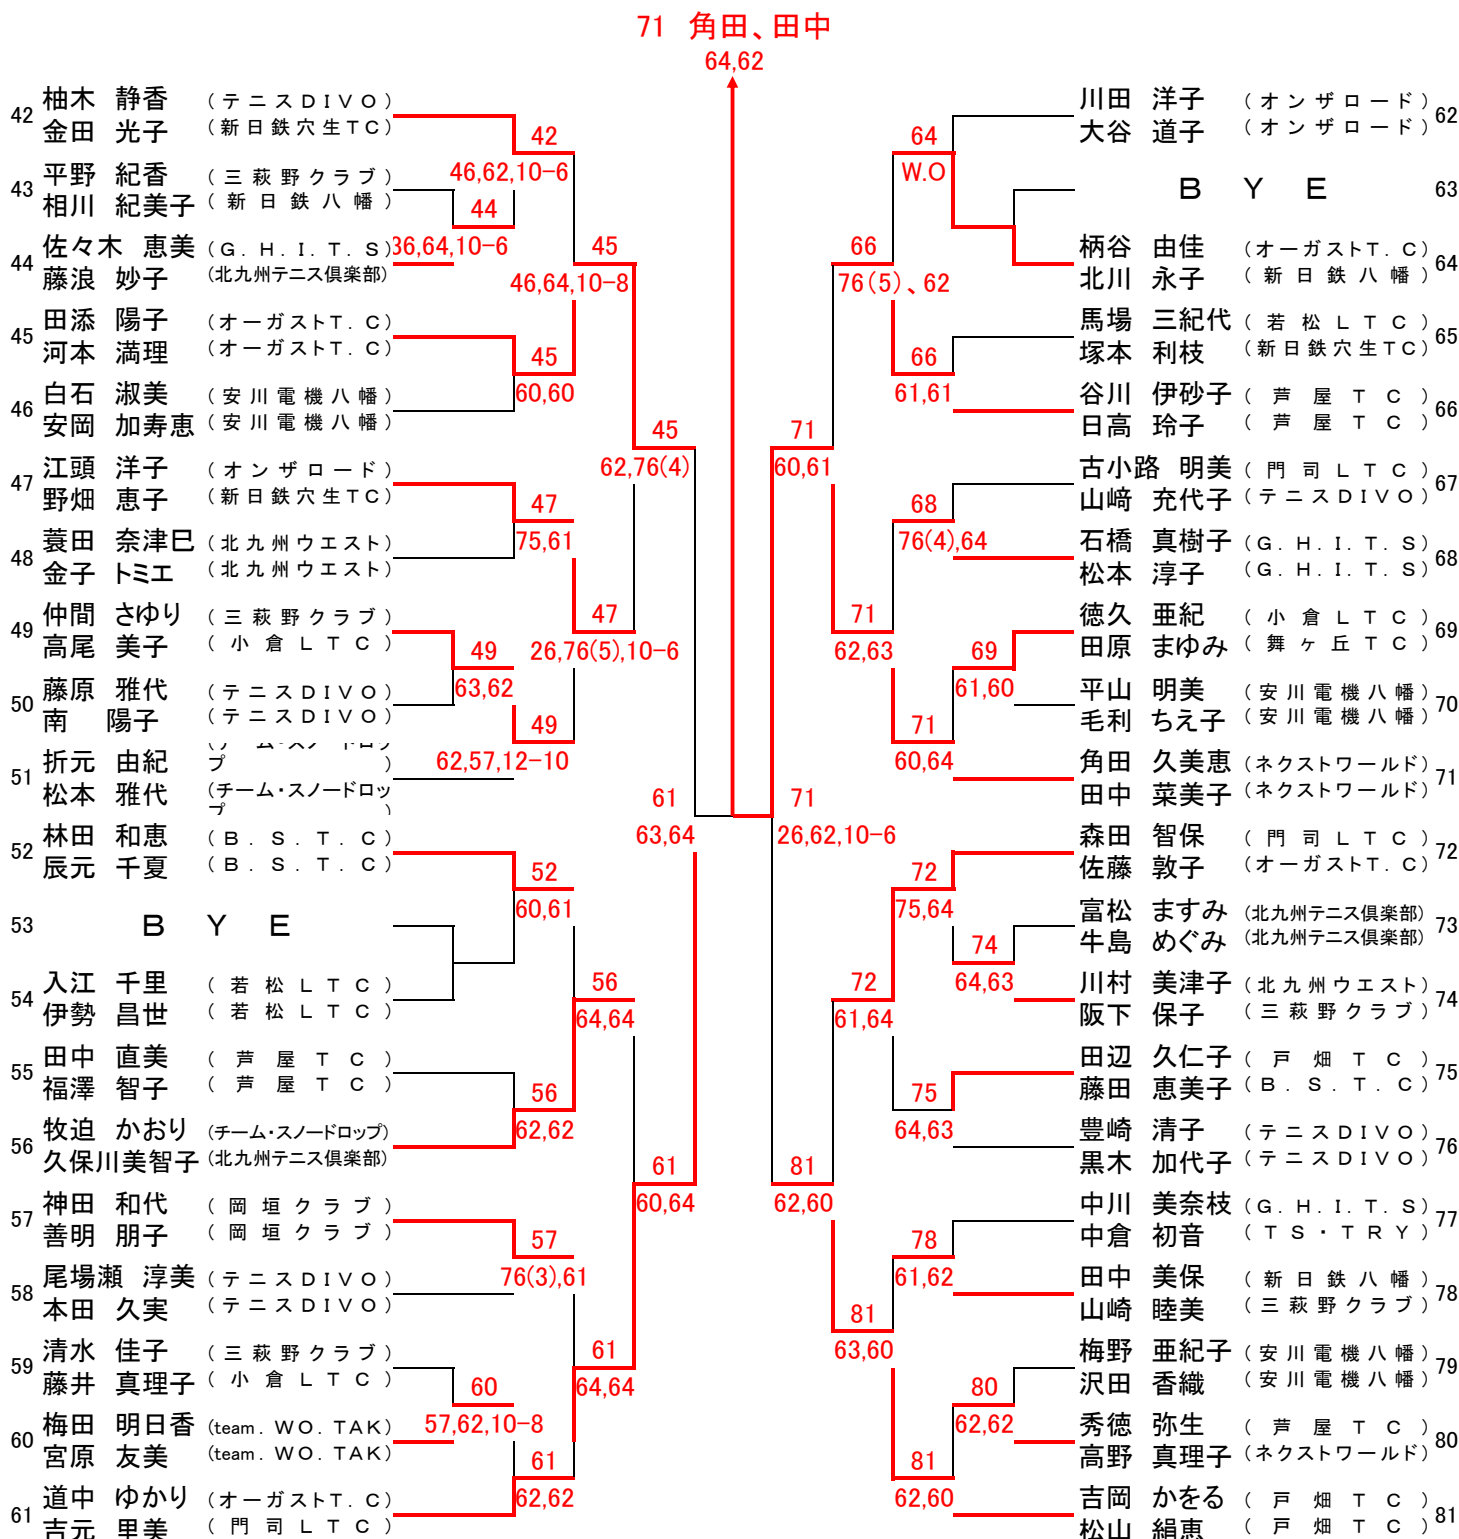 71 角田、田中
64,62
42 柚木 静香 (テニスDIVO)
金田 光子 (新日鉄穴生TC)
43 平野 紀香 (三萩野クラブ)
相川 紀美子 (新日鉄八幡)
44 佐々木 恵美 (G.H.I.T.S)
藤浪 妙子 (北九州テニス倶楽部)
45 田添 陽子 (オーガストT.C)
河本 満理 (オーガストT.C)
46 白石 淑美 (安川電機八幡)
安岡 加寿恵 (安川電機八幡)
47 江頭 洋子 (オンザロード)
野畑 恵子 (新日鉄穴生TC)
48 蓑田 奈津巳 (北九州ウエスト)
金子 トミエ (北九州ウエスト)
49 仲間 さゆり (三萩野クラブ)
高尾 美子 (小倉LTC)
50 藤原 雅代 (テニスDIVO)
南 陽子 (テニスDIVO)
51 折元 由紀
松本 雅代 (チーム・スノードロップ)
52 林田 和恵 (B.S.T.C)
辰元 千夏 (B.S.T.C)
53 BYE
54 入江 千里 (若松LTC)
伊勢 昌世 (若松LTC)
55 田中 直美 (芦屋TC)
福澤 智子 (芦屋TC)
56 牧迫 かおり (チーム・スノードロップ)
久保川美智子 (北九州テニス倶楽部)
57 神田 和代 (岡垣クラブ)
善明 朋子 (岡垣クラブ)
58 尾場瀬 淳美 (テニスDIVO)
本田 久実 (テニスDIVO)
59 清水 佳子 (三萩野クラブ)
藤井 真理子 (小倉LTC)
60 梅田 明日香 (team.WO.TAK)
宮原 友美 (team.WO.TAK)
61 道中 ゆかり (オーガストT.C)
吉元 里美 (門司LTC)
44
36,64,10-6
49
63,62
60
57,62,10-8
42
46,62,10-6
45
60,60
47
75,61
49
62,57,12-10
52
60,61
56
62,62
57
76(3),61
61
62,62
45
46,64,10-8
47
26,76(5),10-6
56
64,64
61
64,64
45
62,76(4)
61
60,64
61
63,64
71
26,62,10-6
71
60,61
81
62,60
66
76(5)、62
71
62,63
72
61,64
81
63,60
64
W.O
66
61,61
68
76(4),64
71
60,64
72
75,64
75
64,63
78
61,62
81
62,60
69
61,60
74
64,63
80
62,62
川田 洋子 (オンザロード) 62
大谷 道子 (オンザロード)
BYE 63
柄谷 由佳 (オーガストT.C) 64
北川 永子 (新日鉄八幡)
馬場 三紀代 (若松LTC) 65
塚本 利枝 (新日鉄穴生TC)
谷川 伊砂子 (芦屋TC) 66
日高 玲子 (芦屋TC)
古小路 明美 (門司LTC) 67
山﨑 充代子 (テニスDIVO)
石橋 真樹子 (G.H.I.T.S) 68
松本 淳子 (G.H.I.T.S)
徳久 亜紀 (小倉LTC) 69
田原 まゆみ (舞ヶ丘TC)
平山 明美 (安川電機八幡) 70
毛利 ちえ子 (安川電機八幡)
角田 久美恵 (ネクストワールド) 71
田中 菜美子 (ネクストワールド)
森田 智保 (門司LTC) 72
佐藤 敦子 (オーガストT.C)
富松 ますみ (北九州テニス倶楽部) 73
牛島 めぐみ (北九州テニス倶楽部)
川村 美津子 (北九州ウエスト) 74
阪下 保子 (三萩野クラブ)
田辺 久仁子 (戸畑TC) 75
藤田 恵美子 (B.S.T.C)
豊崎 清子 (テニスDIVO) 76
黒木 加代子 (テニスDIVO)
中川 美奈枝 (G.H.I.T.S) 77
中倉 初音 (TS・TRY)
田中 美保 (新日鉄八幡) 78
山崎 睦美 (三萩野クラブ)
梅野 亜紀子 (安川電機八幡) 79
沢田 香織 (安川電機八幡)
秀徳 弥生 (芦屋TC) 80
高野 真理子 (ネクストワールド)
吉岡 かをる (戸畑TC) 81
松山 絹恵 (戸畑TC)